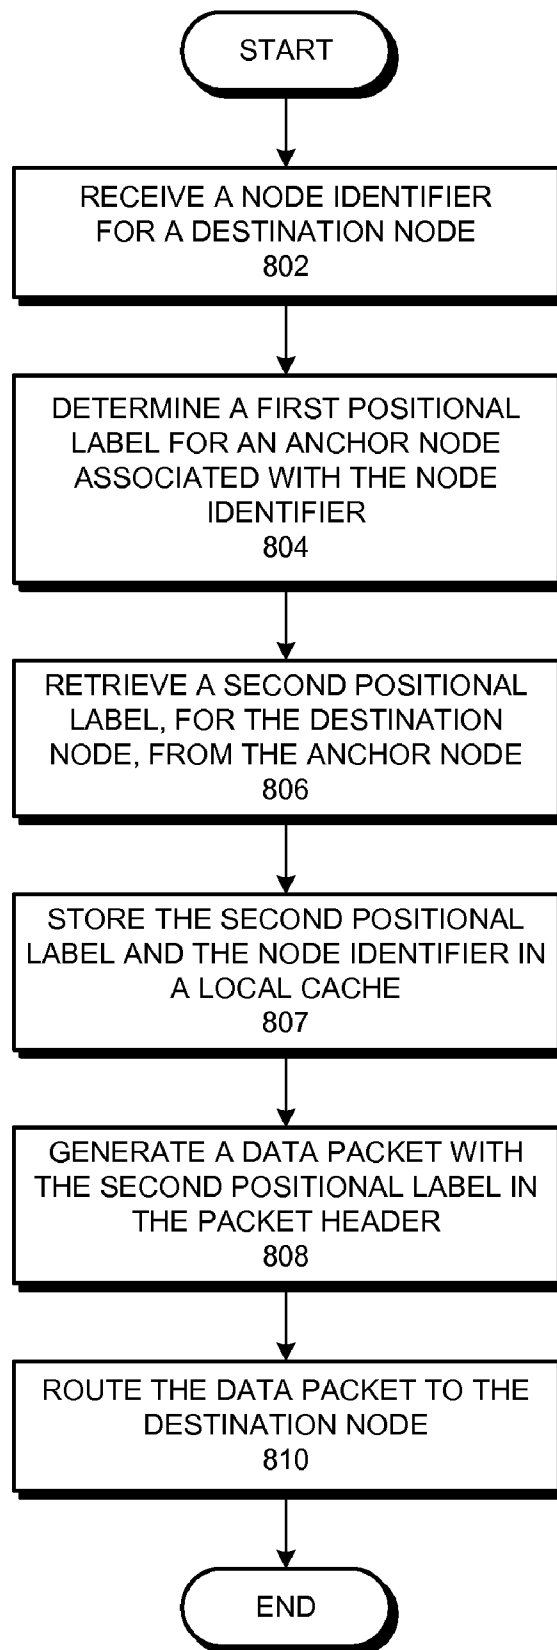 START
RECEIVE A NODE IDENTIFIER
FOR A DESTINATION NODE
802
DETERMINE A FIRST POSITIONAL
LABEL FOR AN ANCHOR NODE
ASSOCIATED WITH THE NODE
IDENTIFIER
804
RETRIEVE A SECOND POSITIONAL
LABEL, FOR THE DESTINATION
NODE, FROM THE ANCHOR NODE
806
STORE THE SECOND POSITIONAL
LABEL AND THE NODE IDENTIFIER IN
A LOCAL CACHE
807
GENERATE A DATA PACKET WITH
THE SECOND POSITIONAL LABEL IN
THE PACKET HEADER
808
ROUTE THE DATA PACKET TO THE
DESTINATION NODE
810
END